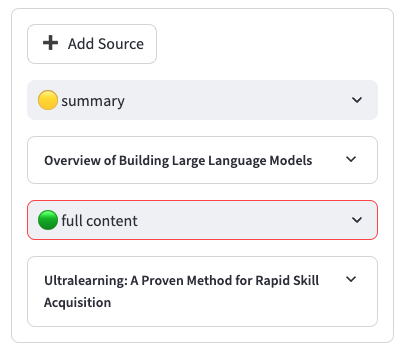 Add Source
summary
Overview of Building Large Language Models
full content
Ultralearning: A Proven Method for Rapid Skill
Acquisition